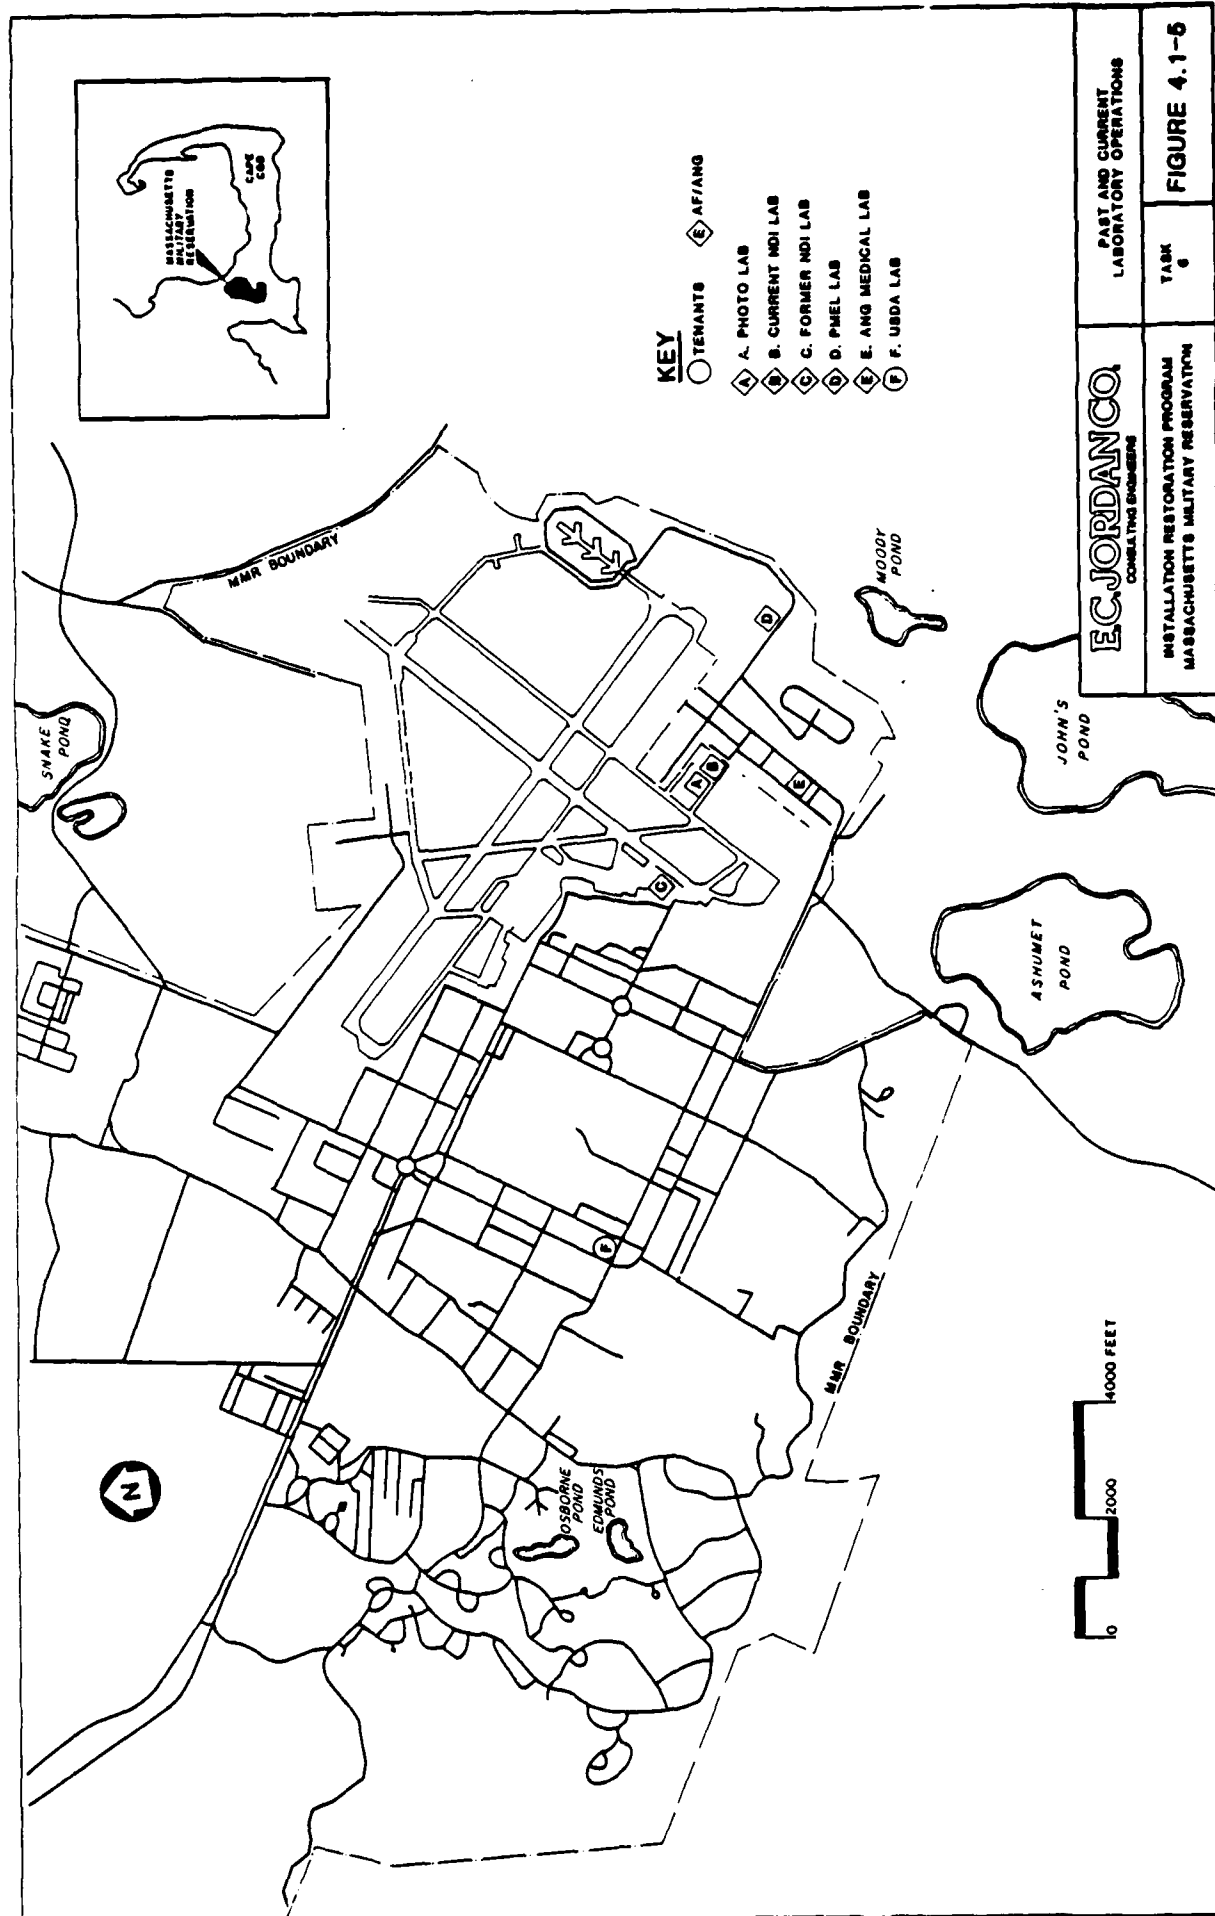 MASSACHUSETTS
MILITARY
RESERVATION
CAPE
COD
SNAKE
POND
MMR BOUNDARY
N
KEY
TENANTS
E AF/ANG
A A. PHOTO LAB
B B. CURRENT NDI LAB
C C. FORMER NDI LAB
D D. PMEL LAB
E E. ANG MEDICAL LAB
F F. USDA LAB
A
B
C
D
E
F
MOODY
POND
JOHN'S
POND
ASHUMET
POND
OSBORNE
POND
EDMUNDS
POND
MMR BOUNDARY
0
2000
4000 FEET
E.C. JORDAN CO.
CONSULTING ENGINEERS
INSTALLATION RESTORATION PROGRAM
MASSACHUSETTS MILITARY RESERVATION
PAST AND CURRENT
LABORATORY OPERATIONS
TASK
6
FIGURE 4.1-5